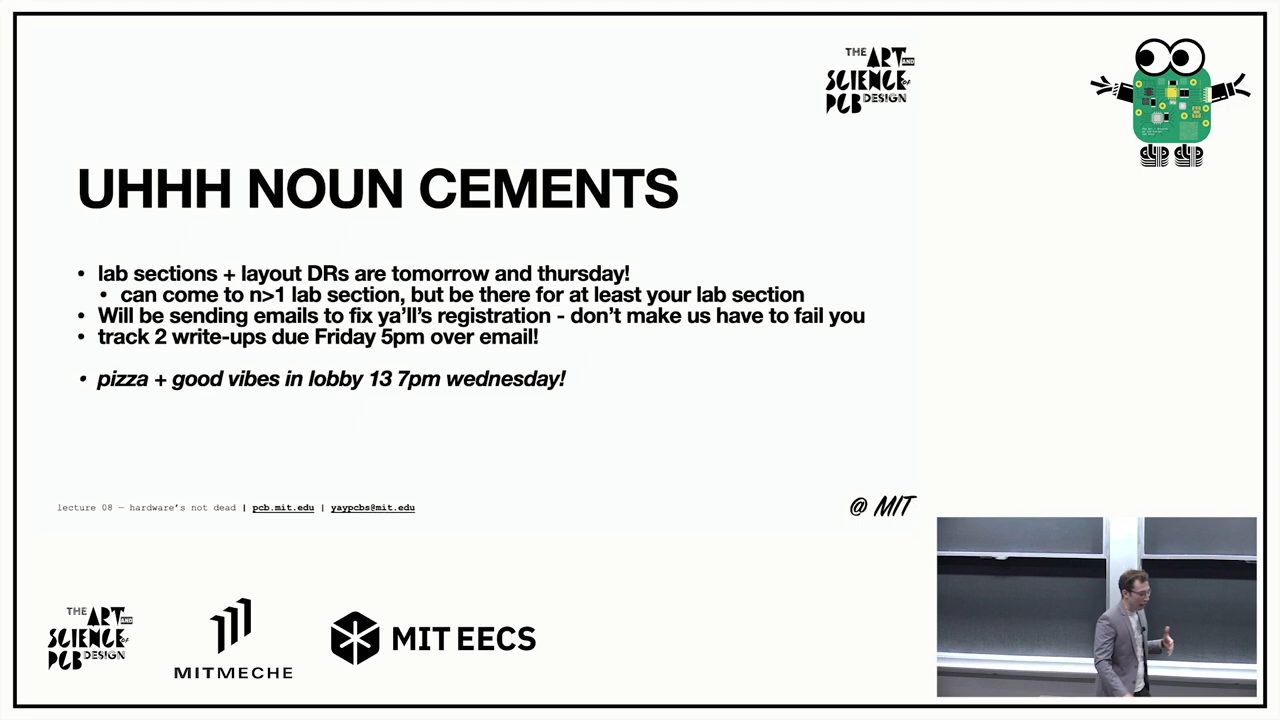 THE ART AND
SCIENCE OF
PCB DESIGN
UHHH NOUN CEMENTS
• lab sections + layout DRs are tomorrow and thursday!
• can come to n>1 lab section, but be there for at least your lab section
• Will be sending emails to fix ya'll's registration - don't make us have to fail you
• track 2 write-ups due Friday 5pm over email!
• pizza + good vibes in lobby 13 7pm wednesday!
lecture 08 — hardware's not dead | pcb.mit.edu | yaypcbs@mit.edu
@ MIT
THE ART AND
SCIENCE OF
PCB DESIGN
MITMECHE
MIT EECS